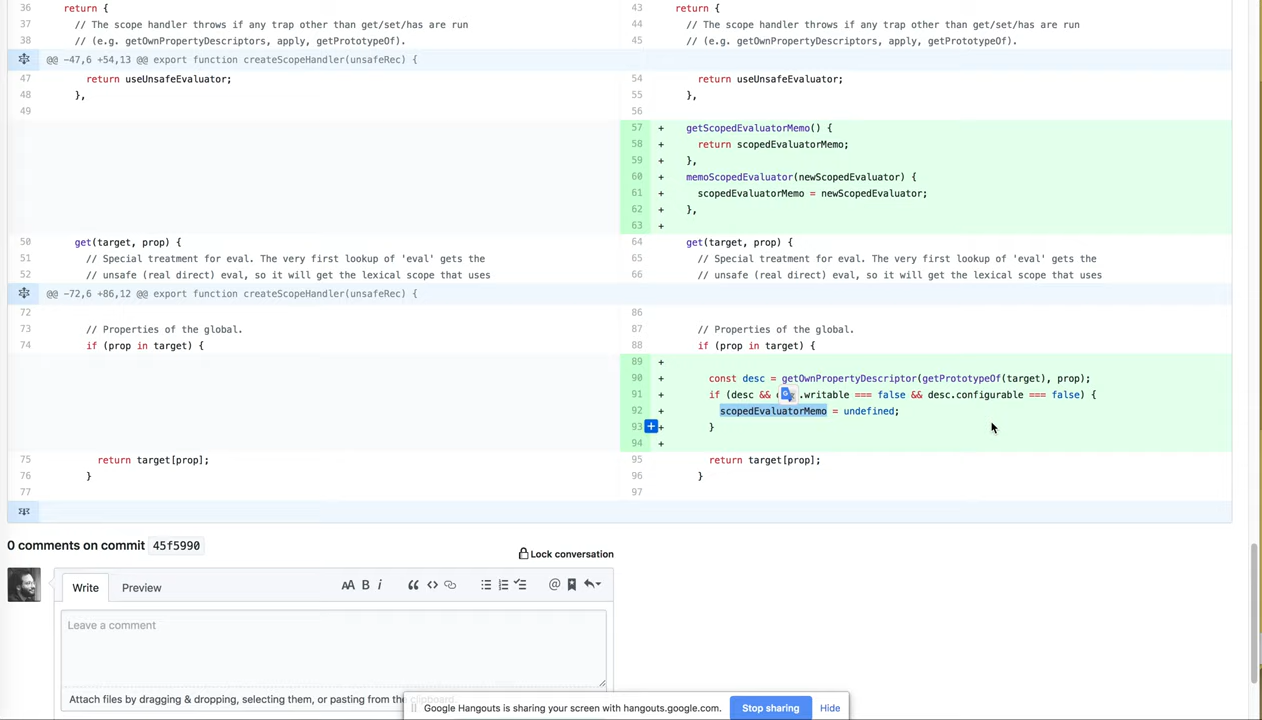 36 return {
37 // The scope handler throws if any trap other than get/set/has are run
38 // (e.g. getOwnPropertyDescriptors, apply, getPrototypeOf).
43 return {
44 // The scope handler throws if any trap other than get/set/has are run
45 // (e.g. getOwnPropertyDescriptors, apply, getPrototypeOf).
@@ -47,6 +54,13 @@ export function createScopeHandler(unsafeRec) {
47 return useUnsafeEvaluator;
48 },
49
54 return useUnsafeEvaluator;
55 },
56
57 + getScopedEvaluatorMemo() {
58 + return scopedEvaluatorMemo;
59 + },
60 + memoScopedEvaluator(newScopedEvaluator) {
61 + scopedEvaluatorMemo = newScopedEvaluator;
62 + },
63 +
50 get(target, prop) {
51 // Special treatment for eval. The very first lookup of 'eval' gets the
52 // unsafe (real direct) eval, so it will get the lexical scope that uses
64 get(target, prop) {
65 // Special treatment for eval. The very first lookup of 'eval' gets the
66 // unsafe (real direct) eval, so it will get the lexical scope that uses
@@ -72,6 +86,12 @@ export function createScopeHandler(unsafeRec) {
72
73 // Properties of the global.
74 if (prop in target) {
86
87 // Properties of the global.
88 if (prop in target) {
89 +
90 + const desc = getOwnPropertyDescriptor(getPrototypeOf(target), prop);
91 + if (desc && .writable === false && desc.configurable === false) {
92 + scopedEvaluatorMemo = undefined;
93 + }
94 +
75 return target[prop];
76 }
77
95 return target[prop];
96 }
97
0 comments on commit 45f5990
Lock conversation
Write Preview
AA B i
Leave a comment
Attach files by dragging & dropping, selecting them, or pasting from the clipboard.
Google Hangouts is sharing your screen with hangouts.google.com. Stop sharing Hide